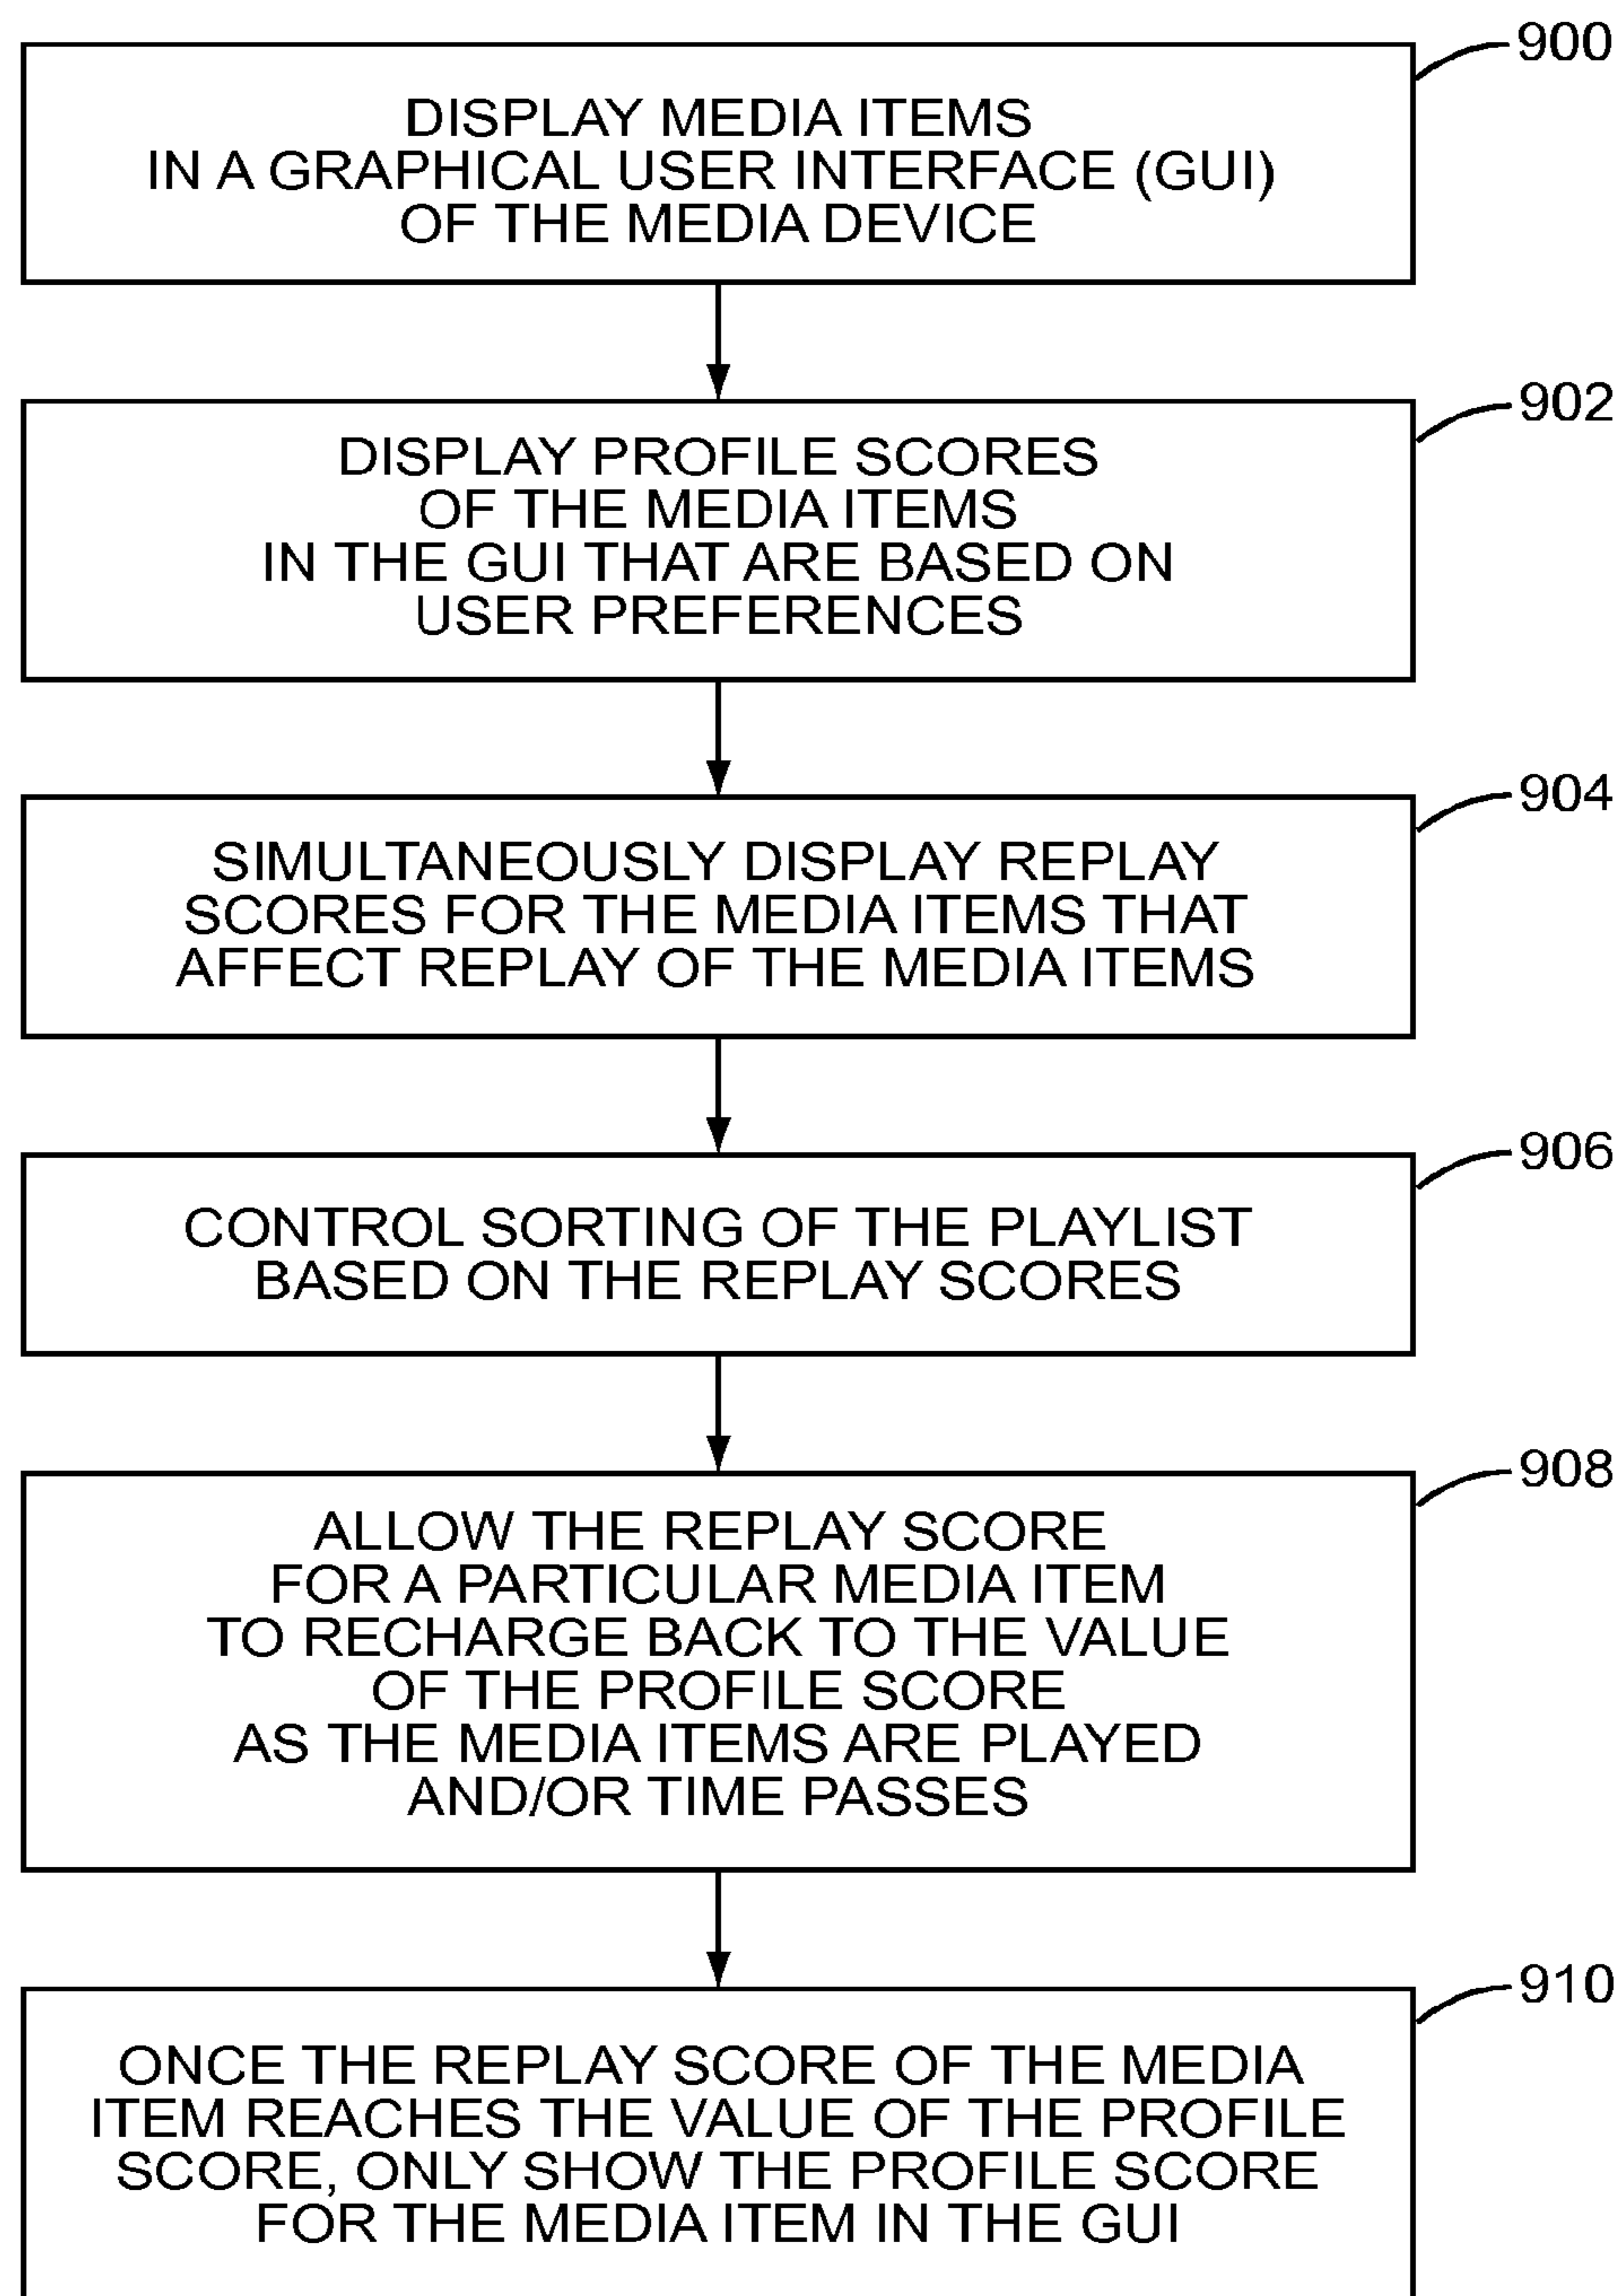 900
DISPLAY MEDIA ITEMS
IN A GRAPHICAL USER INTERFACE (GUI)
OF THE MEDIA DEVICE
902
DISPLAY PROFILE SCORES
OF THE MEDIA ITEMS
IN THE GUI THAT ARE BASED ON
USER PREFERENCES
904
SIMULTANEOUSLY DISPLAY REPLAY
SCORES FOR THE MEDIA ITEMS THAT
AFFECT REPLAY OF THE MEDIA ITEMS
906
CONTROL SORTING OF THE PLAYLIST
BASED ON THE REPLAY SCORES
908
ALLOW THE REPLAY SCORE
FOR A PARTICULAR MEDIA ITEM
TO RECHARGE BACK TO THE VALUE
OF THE PROFILE SCORE
AS THE MEDIA ITEMS ARE PLAYED
AND/OR TIME PASSES
910
ONCE THE REPLAY SCORE OF THE MEDIA
ITEM REACHES THE VALUE OF THE PROFILE
SCORE, ONLY SHOW THE PROFILE SCORE
FOR THE MEDIA ITEM IN THE GUI